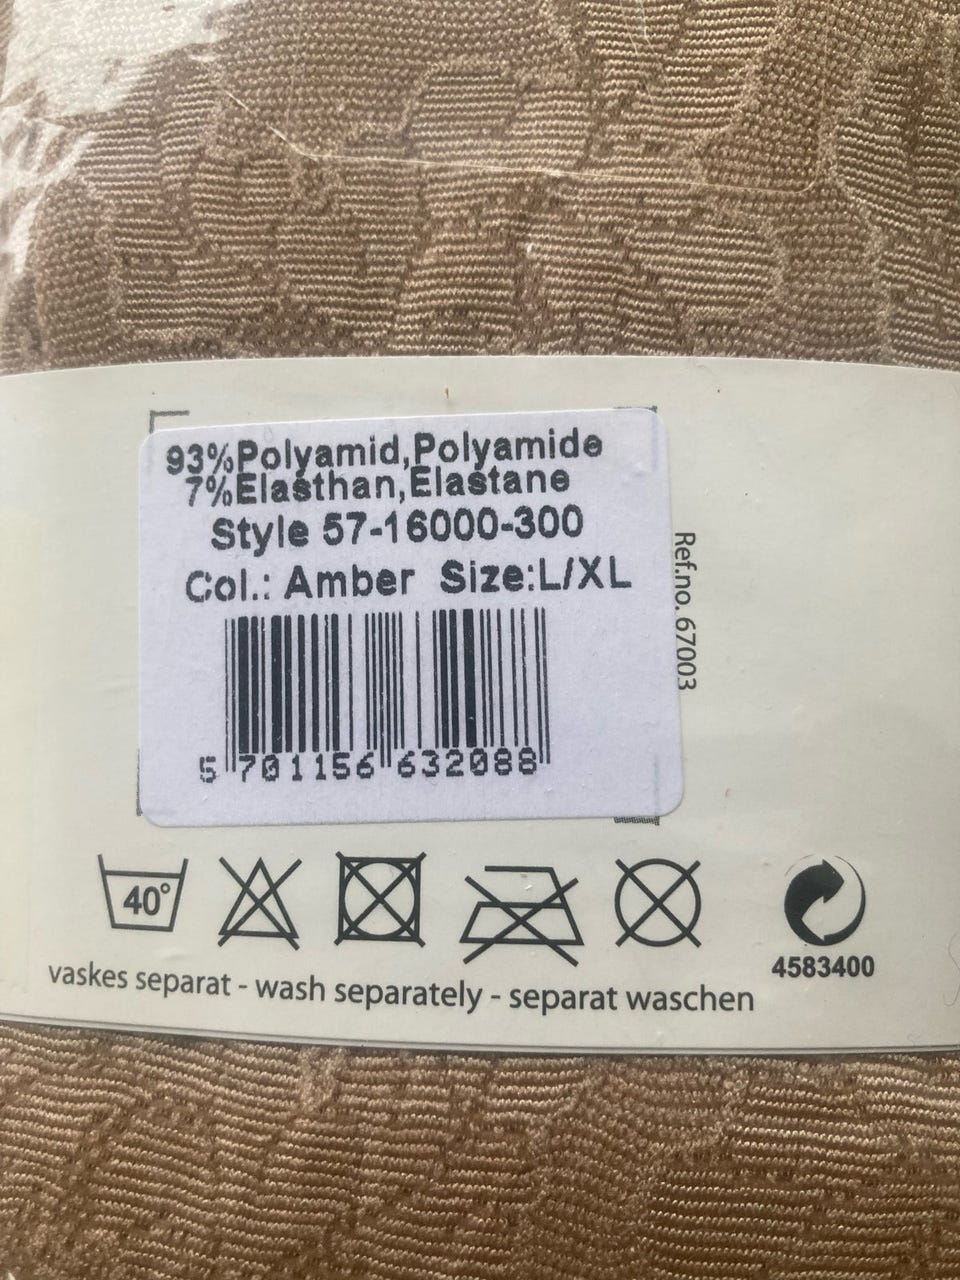 93%Polyamid,Polyamide
7%Elasthan,Elastane
Style 57-16000-300
Col.: Amber Size:L/XL
5 701156 632088
Ref.no. 67003
40°
4583400
vaskes separat - wash separately - separat waschen